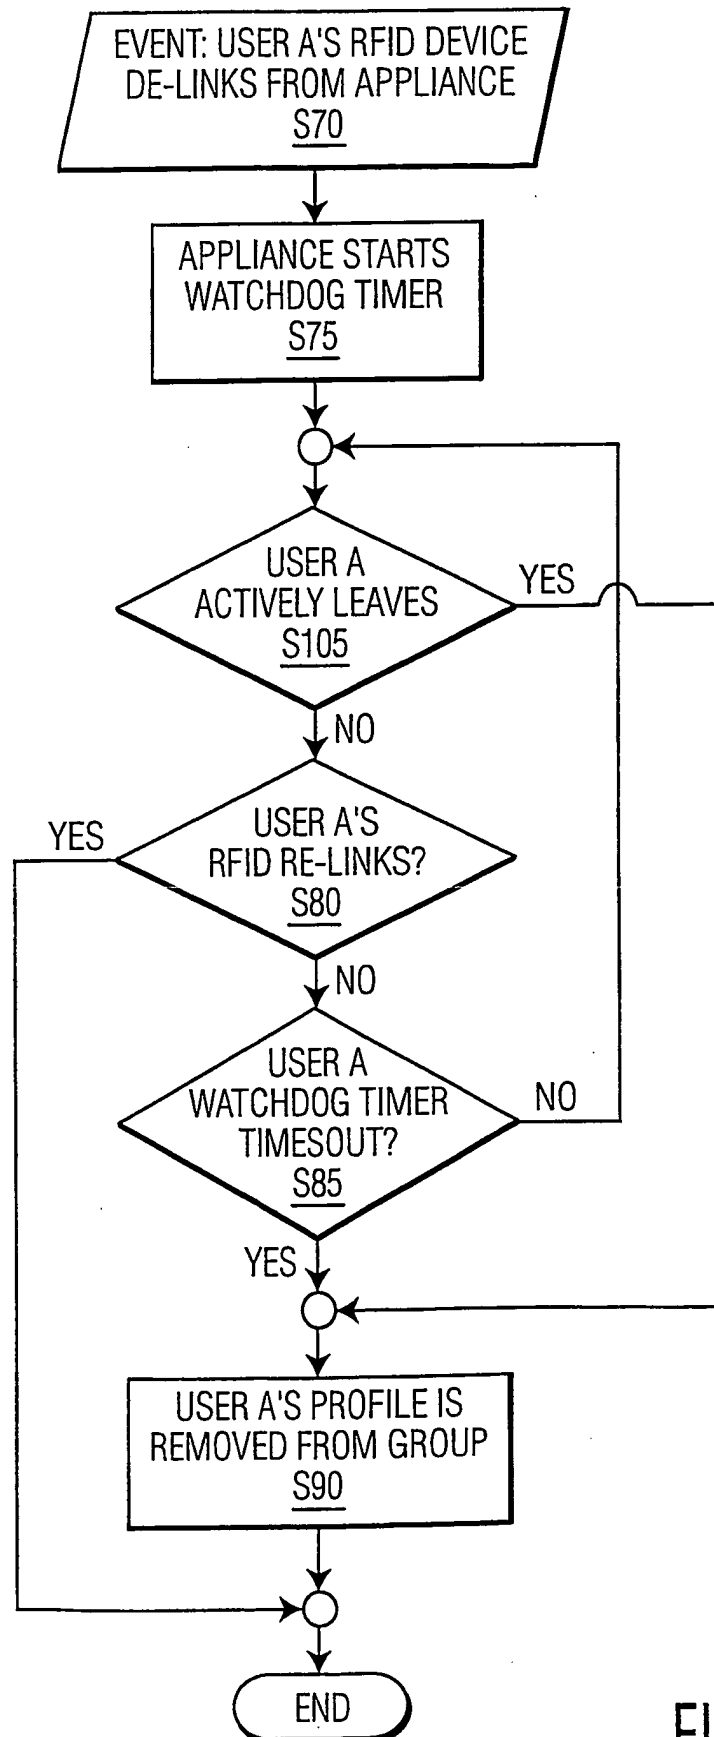 EVENT: USER A'S RFID DEVICE
DE-LINKS FROM APPLIANCE
S70
APPLIANCE STARTS
WATCHDOG TIMER
S75
USER A
ACTIVELY LEAVES
S105
YES
NO
USER A'S
RFID RE-LINKS?
S80
YES
NO
USER A
WATCHDOG TIMER
TIMESOUT?
S85
NO
YES
USER A'S PROFILE IS
REMOVED FROM GROUP
S90
END